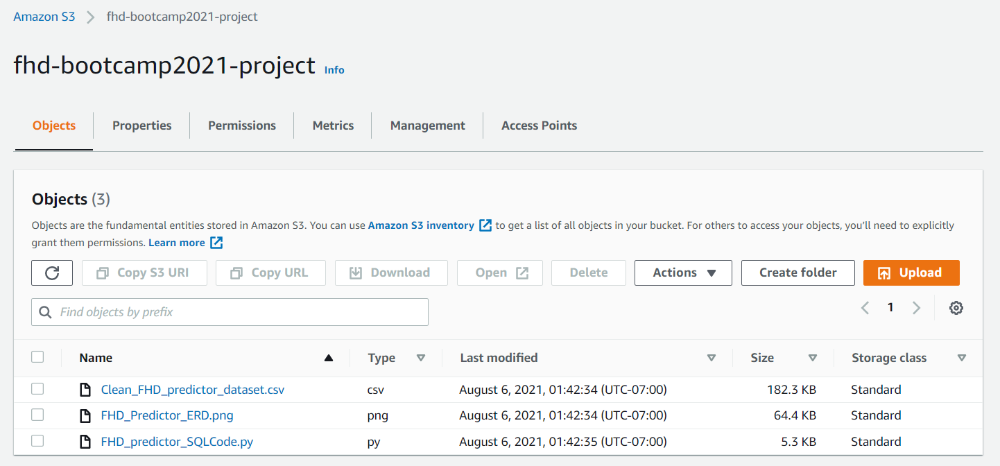 Amazon S3 fhd-bootcamp2021-project
fhd-bootcamp2021-project Info
Objects Properties Permissions Metrics Management Access Points
Objects (3)
Objects are the fundamental entities stored in Amazon S3. You can use Amazon S3 inventory to get a list of all objects in your bucket. For others to access your objects, you'll need to explicitly
grant them permissions. Learn more
Copy S3 URI Copy URL Download Open Delete Actions Create folder Upload
Find objects by prefix 1
Name Type Last modified Size Storage class
Clean_FHD_predictor_dataset.csv csv August 6, 2021, 01:42:34 (UTC-07:00) 182.3 KB Standard
FHD_Predictor_ERD.png png August 6, 2021, 01:42:34 (UTC-07:00) 64.4 KB Standard
FHD_predictor_SQLCode.py py August 6, 2021, 01:42:35 (UTC-07:00) 5.3 KB Standard